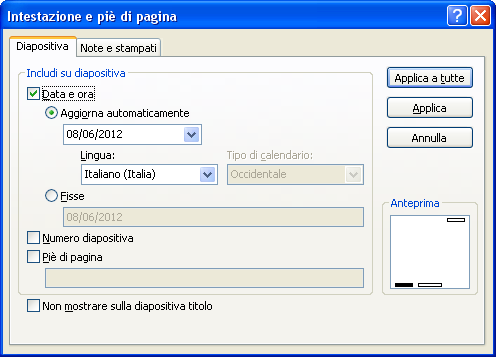 Intestazione e piè di pagina
Diapositiva
Note e stampati
Includi su diapositiva
Data e ora
Aggiorna automaticamente
08/06/2012
Lingua:
Tipo di calendario:
Italiano (Italia)
Occidentale
Fisse
08/06/2012
Numero diapositiva
Piè di pagina
Non mostrare sulla diapositiva titolo
Applica a tutte
Applica
Annulla
Anteprima